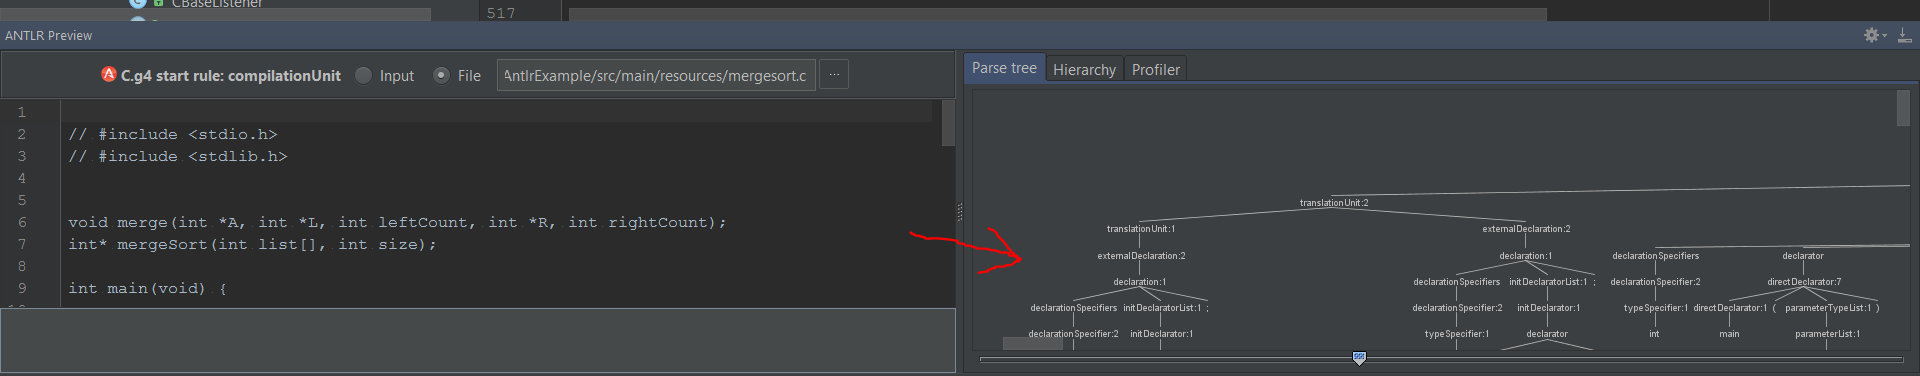 CBaseListener
517
ANTLR Preview
C.g4 start rule: compilationUnit Input File AntlrExample/src/main/resources/mergesort.c ...
1
2 // #include <stdio.h>
3 // #include <stdlib.h>
4
5
6 void merge(int *A, int *L, int leftCount, int *R, int rightCount);
7 int* mergeSort(int list[], int size);
8
9 int main(void) {
Parse tree Hierarchy Profiler
translationUnit:2
translationUnit:1 externalDeclaration:2
externalDeclaration:2 declaration:1 declarationSpecifiers declarator
declaration:1 declarationSpecifiers initDeclaratorList:1 ; declarationSpecifier:2 directDeclarator:7
declarationSpecifiers initDeclaratorList:1 ; declarationSpecifier:2 initDeclarator:1 typeSpecifier:1 directDeclarator:1 ( parameterTypeList:1 )
declarationSpecifier:2 initDeclarator:1 typeSpecifier:1 declarator int main parameterList:1